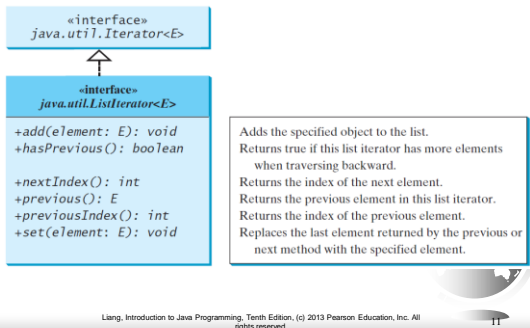 «interface»
java.util.Iterator<E>
«interface»
java.util.ListIterator<E>
+add(element: E): void
+hasPrevious(): boolean
+nextIndex(): int
+previous(): E
+previousIndex(): int
+set(element: E): void
Adds the specified object to the list.
Returns true if this list iterator has more elements
when traversing backward.
Returns the index of the next element.
Returns the previous element in this list iterator.
Returns the index of the previous element.
Replaces the last element returned by the previous or
next method with the specified element.
Liang, Introduction to Java Programming, Tenth Edition, (c) 2013 Pearson Education, Inc. All
rights reserved.
11